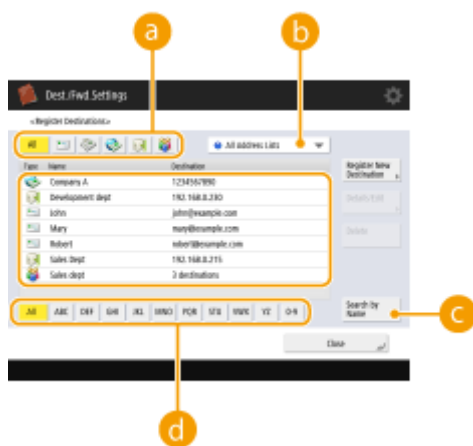 a
b
Dest./Fwd.Settings
<Register Destinations>
All
All Address Lists
Type Name Destination
Register New Destination
Company A 1234567890
Development dept 192.168.0.230
Details/Edit
John john@example.com
Mary mary@example.com
Delete
Robert robert@example.com
Sales Dept 192.168.0.215
Sales dept 3 destinations
All ABC DEF GHI JKL MNO PQR STU VWX YZ 0-9
Search by Name
c
Close
d